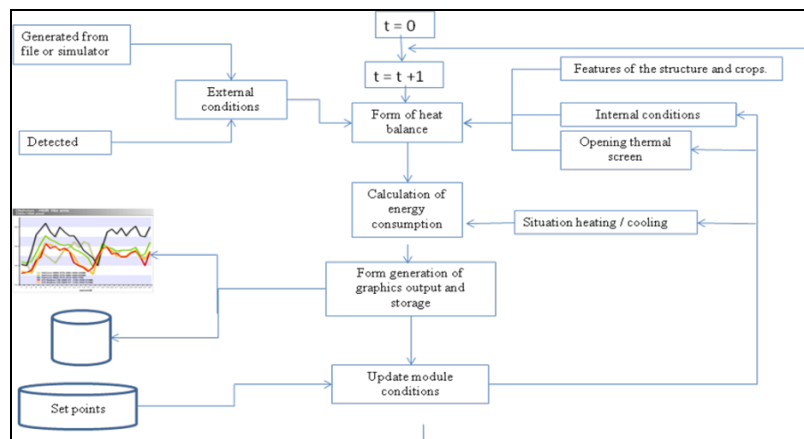 t = 0
Generated from
file or simulator
t = t +1
Features of the structure and crops.
External
conditions
Form of heat
balance
Internal conditions
Detected
Opening thermal
screen
Calculation of
energy
consumption
Situation heating / cooling
Form generation of
graphics output and
storage
Update module
conditions
Set points